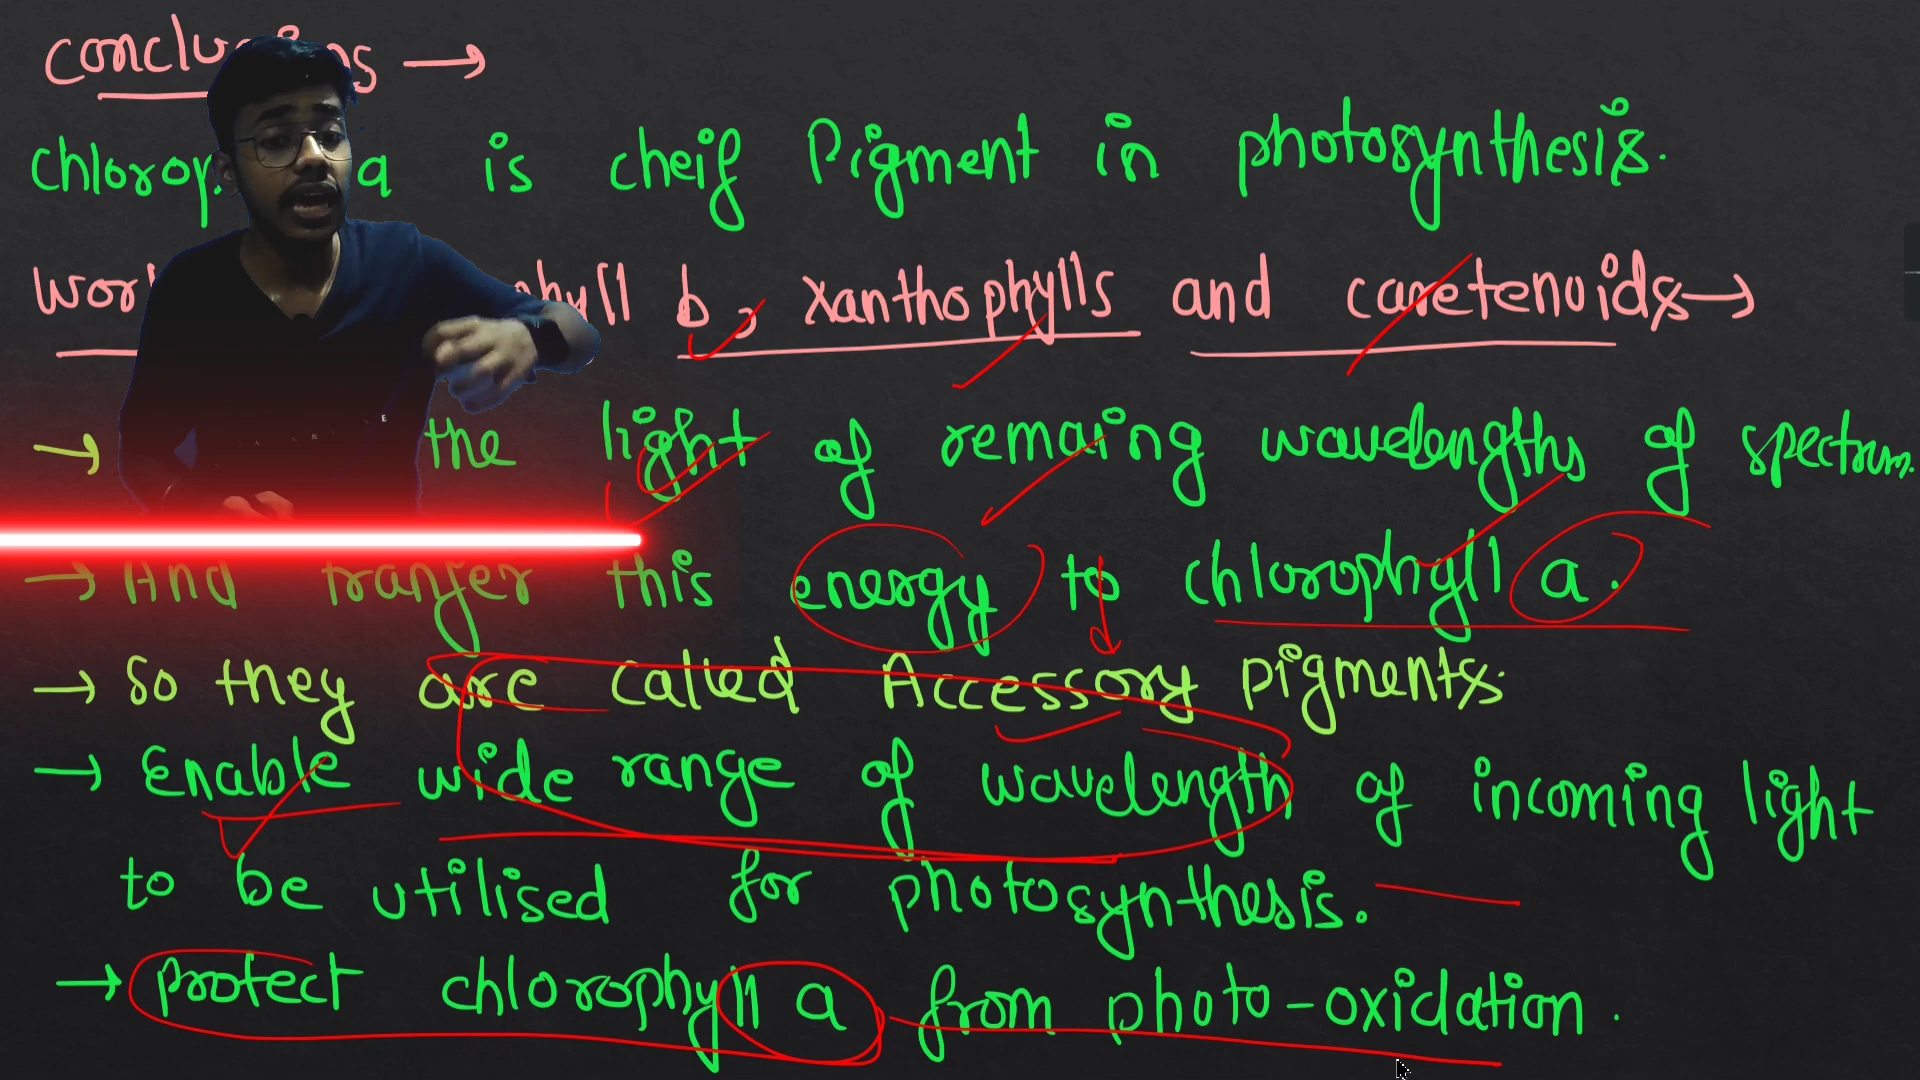 is cheif Pigment in photosynthesis.
b, xanthophylls and caretenoids →
→ the light of remaing wavelengths of spectrum.
→ And tranfer this energy to chlorophyll a.
→ So they are called Accessory pigments.
→ Enable wide range of wavelength of incoming light
to be utilised for photosynthesis.
→ protect chlorophyll a from photo-oxidation.